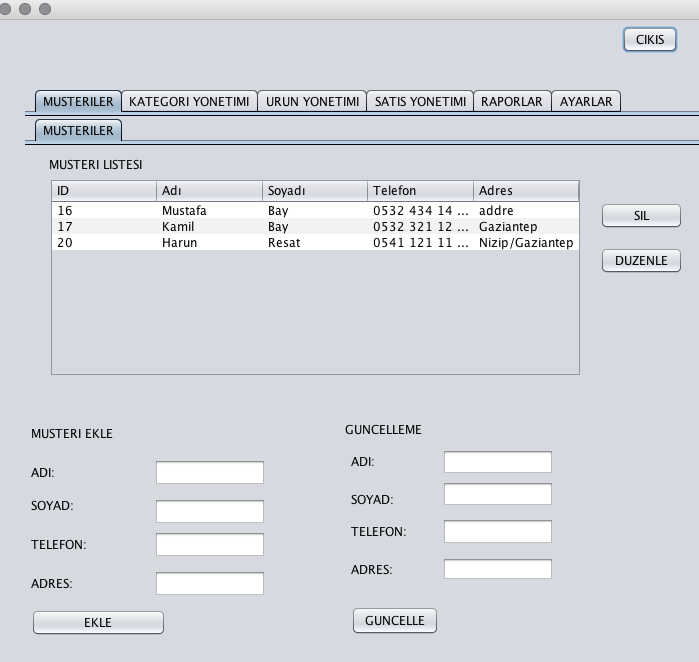 CIKIS
MUSTERILER KATEGORI YONETIMI URUN YONETIMI SATIS YONETIMI RAPORLAR AYARLAR
MUSTERILER
MUSTERI LISTESI
ID Adı Soyadı Telefon Adres
16 Mustafa Bay 0532 434 14 ... addre
17 Kamil Bay 0532 321 12 ... Gaziantep
20 Harun Resat 0541 121 11 ... Nizip/Gaziantep
SIL
DUZENLE
MUSTERI EKLE
ADI:
SOYAD:
TELEFON:
ADRES:
EKLE
GUNCELLEME
ADI:
SOYAD:
TELEFON:
ADRES:
GUNCELLE